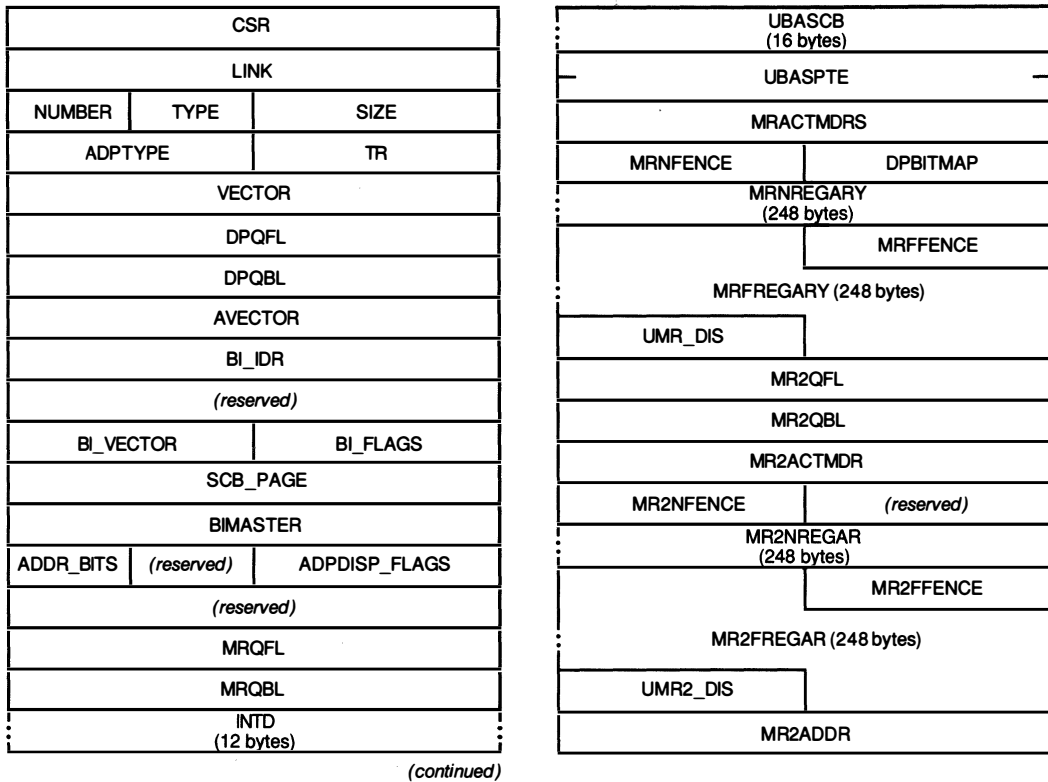 CSR
LINK
NUMBER TYPE SIZE
ADPTYPE TR
VECTOR
DPQFL
DPQBL
AVECTOR
BI_IDR
(reserved)
BI_VECTOR BI_FLAGS
SCB_PAGE
BIMASTER
ADDR_BITS (reserved) ADPDISP_FLAGS
(reserved)
MRQFL
MRQBL
INTD
(12 bytes)
(continued)
UBASCB
(16 bytes)
UBASPTE
MRACTMDRS
MRNFENCE DPBITMAP
MRNREGARY
(248 bytes)
MRFFENCE
MRFREGARY (248 bytes)
UMR_DIS
MR2QFL
MR2QBL
MR2ACTMDR
MR2NFENCE (reserved)
MR2NREGAR
(248 bytes)
MR2FFENCE
MR2FREGAR (248 bytes)
UMR2_DIS
MR2ADDR